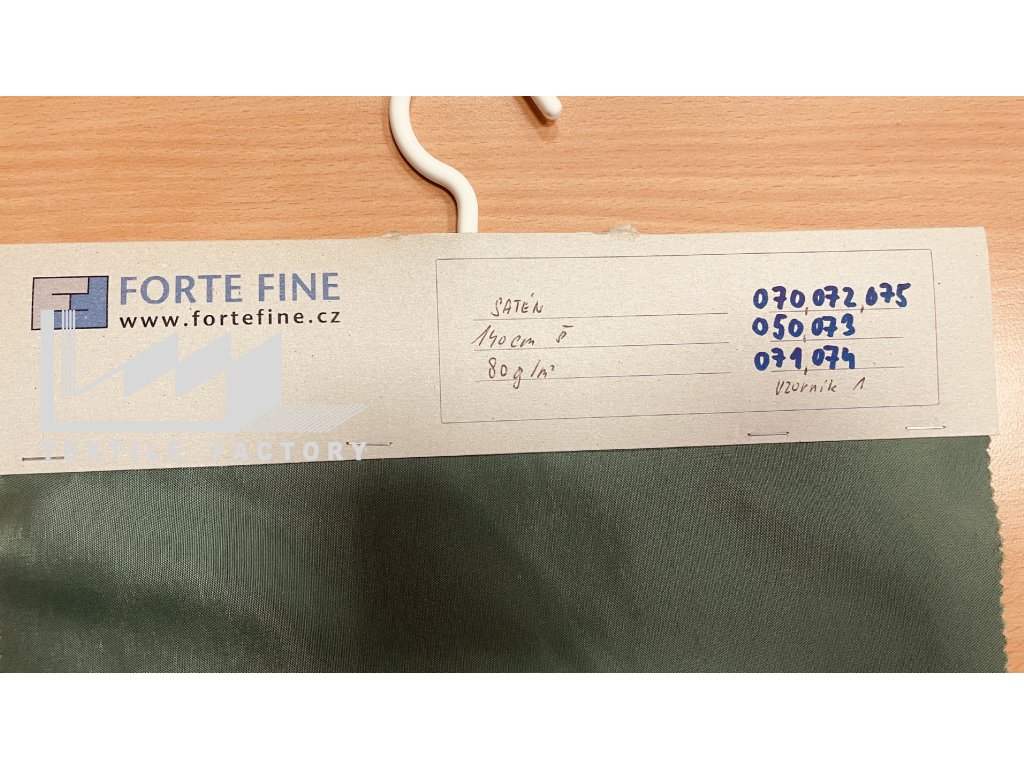 FORTE FINE
www.fortefine.cz
TEXTILE FACTORY
SATÉN
140cm š
80g/m²
070,072,075
050,073
071,074
Vzorník 1